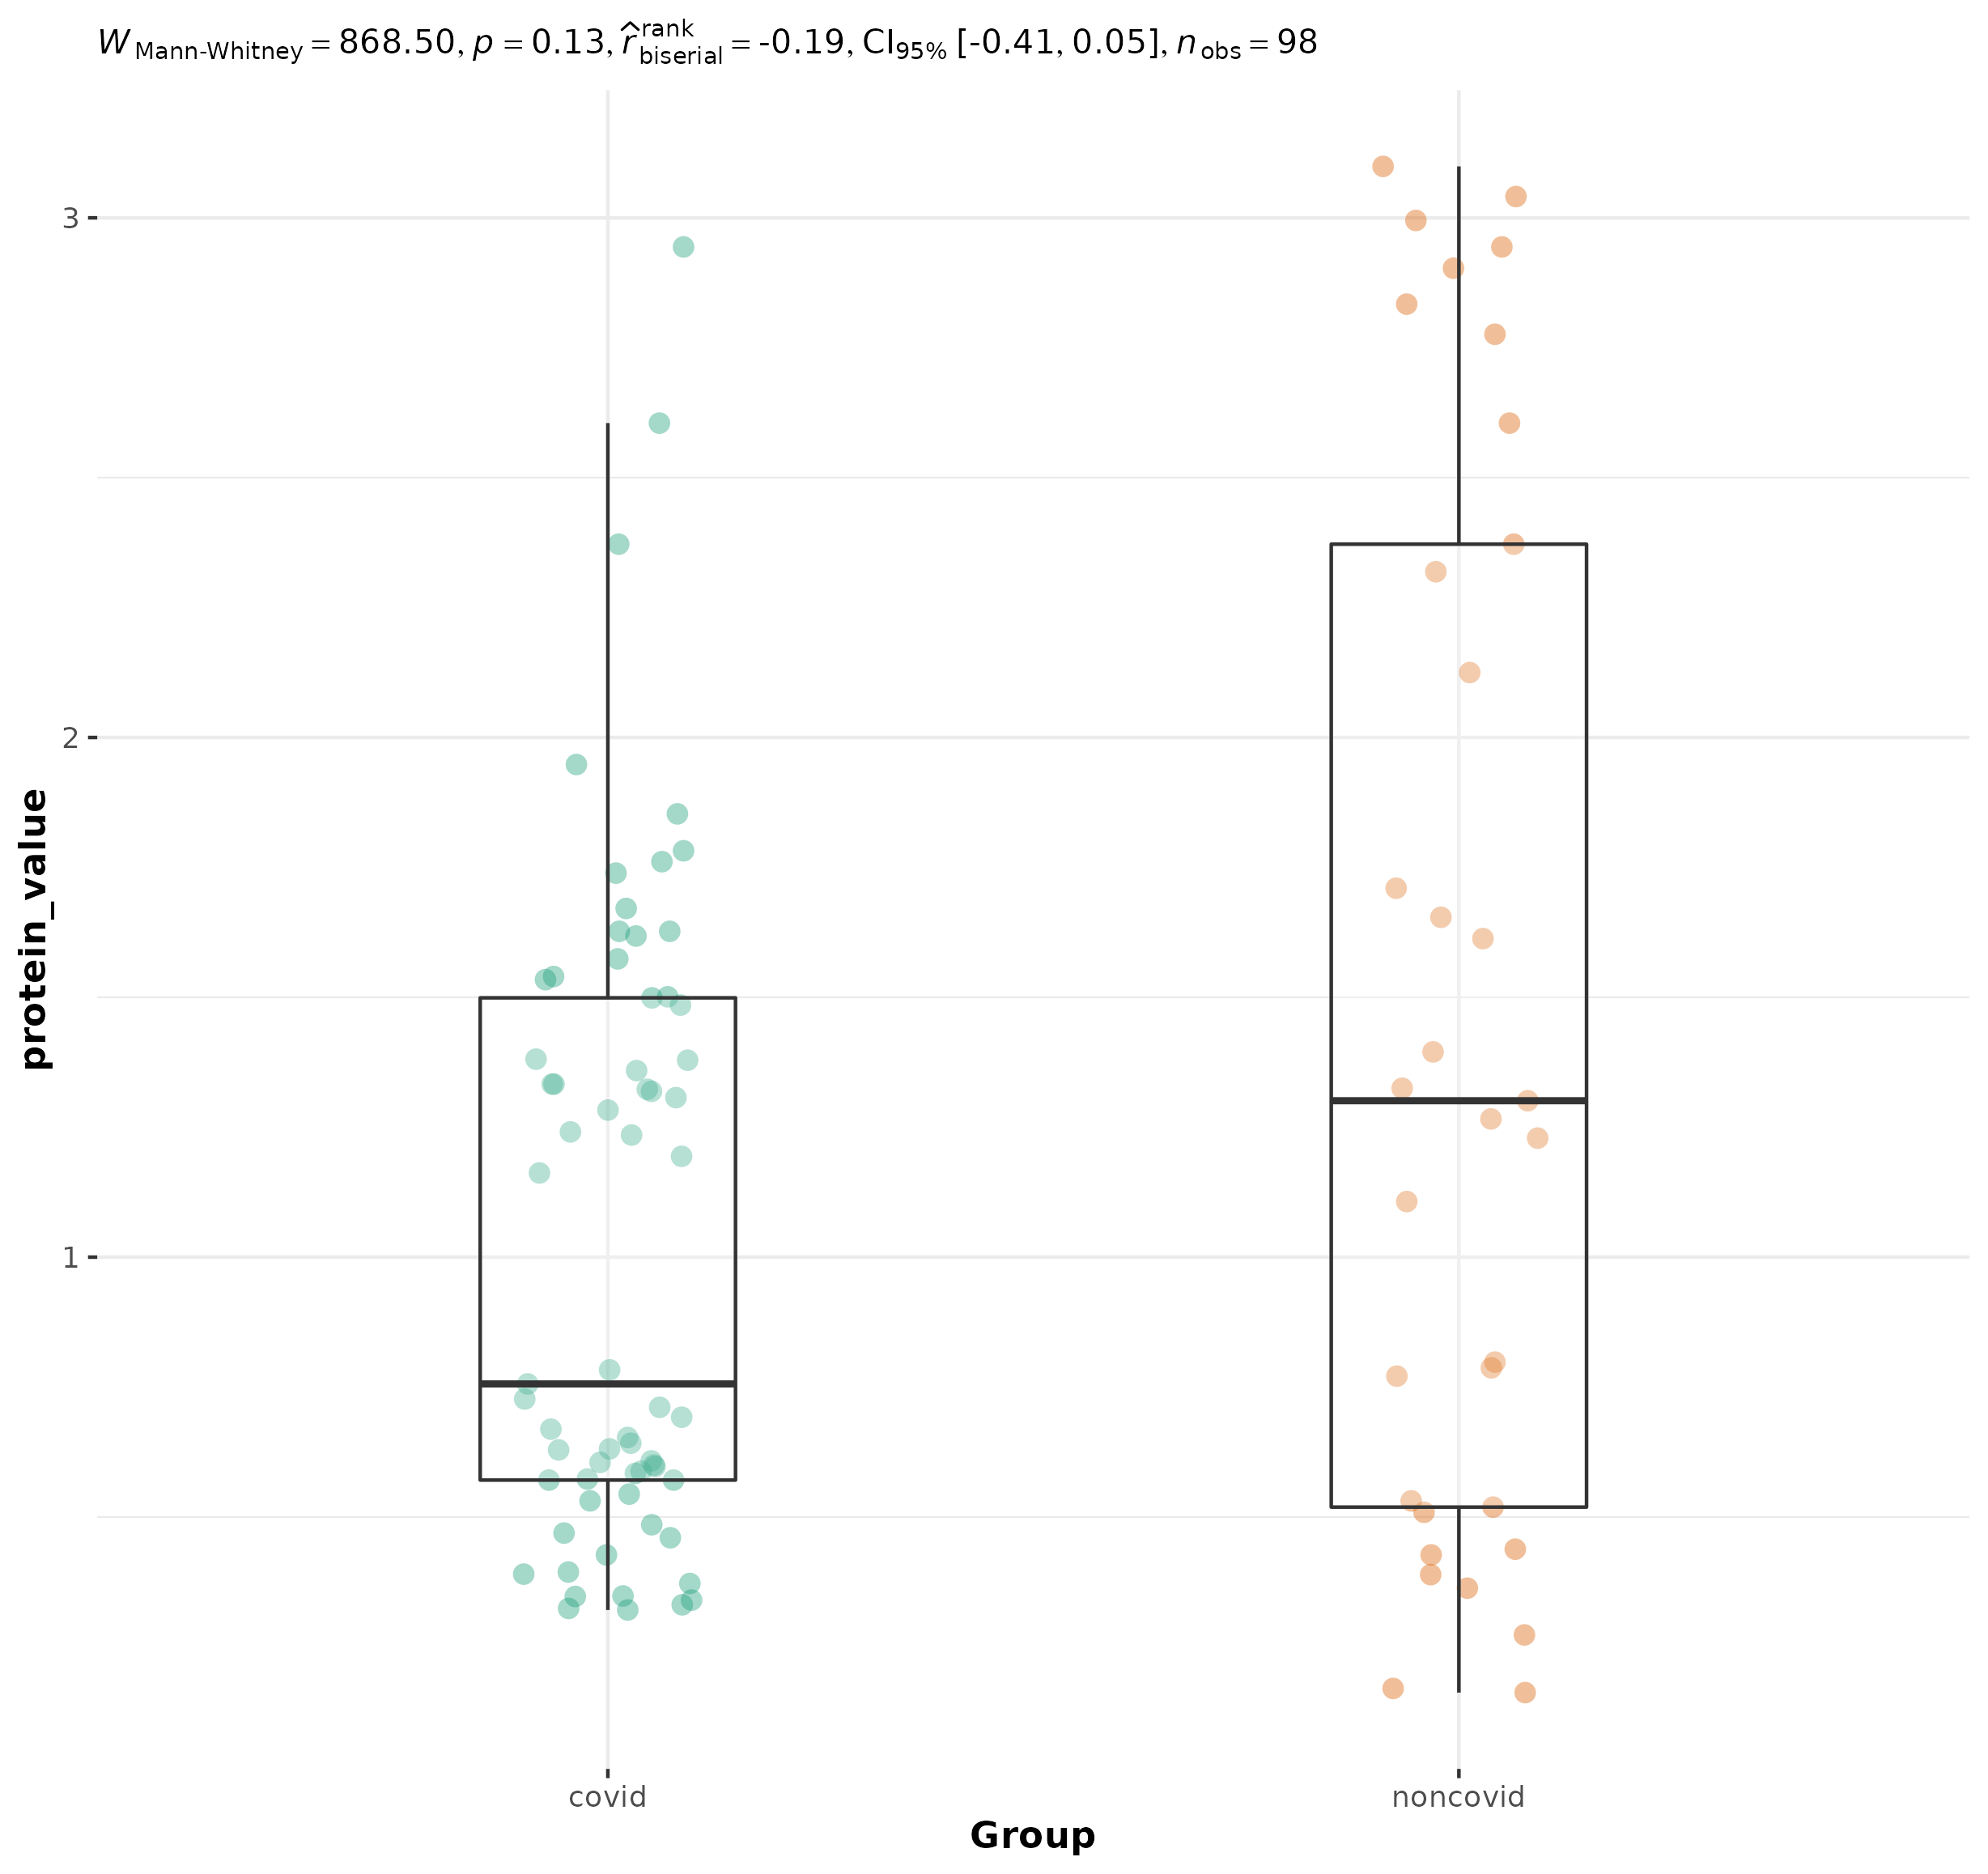 W Mann-Whitney = 868.50, p = 0.13, r̂ rank biserial = -0.19, CI95% [-0.41, 0.05], n obs = 98
3
2
1
protein_value
covid noncovid
Group